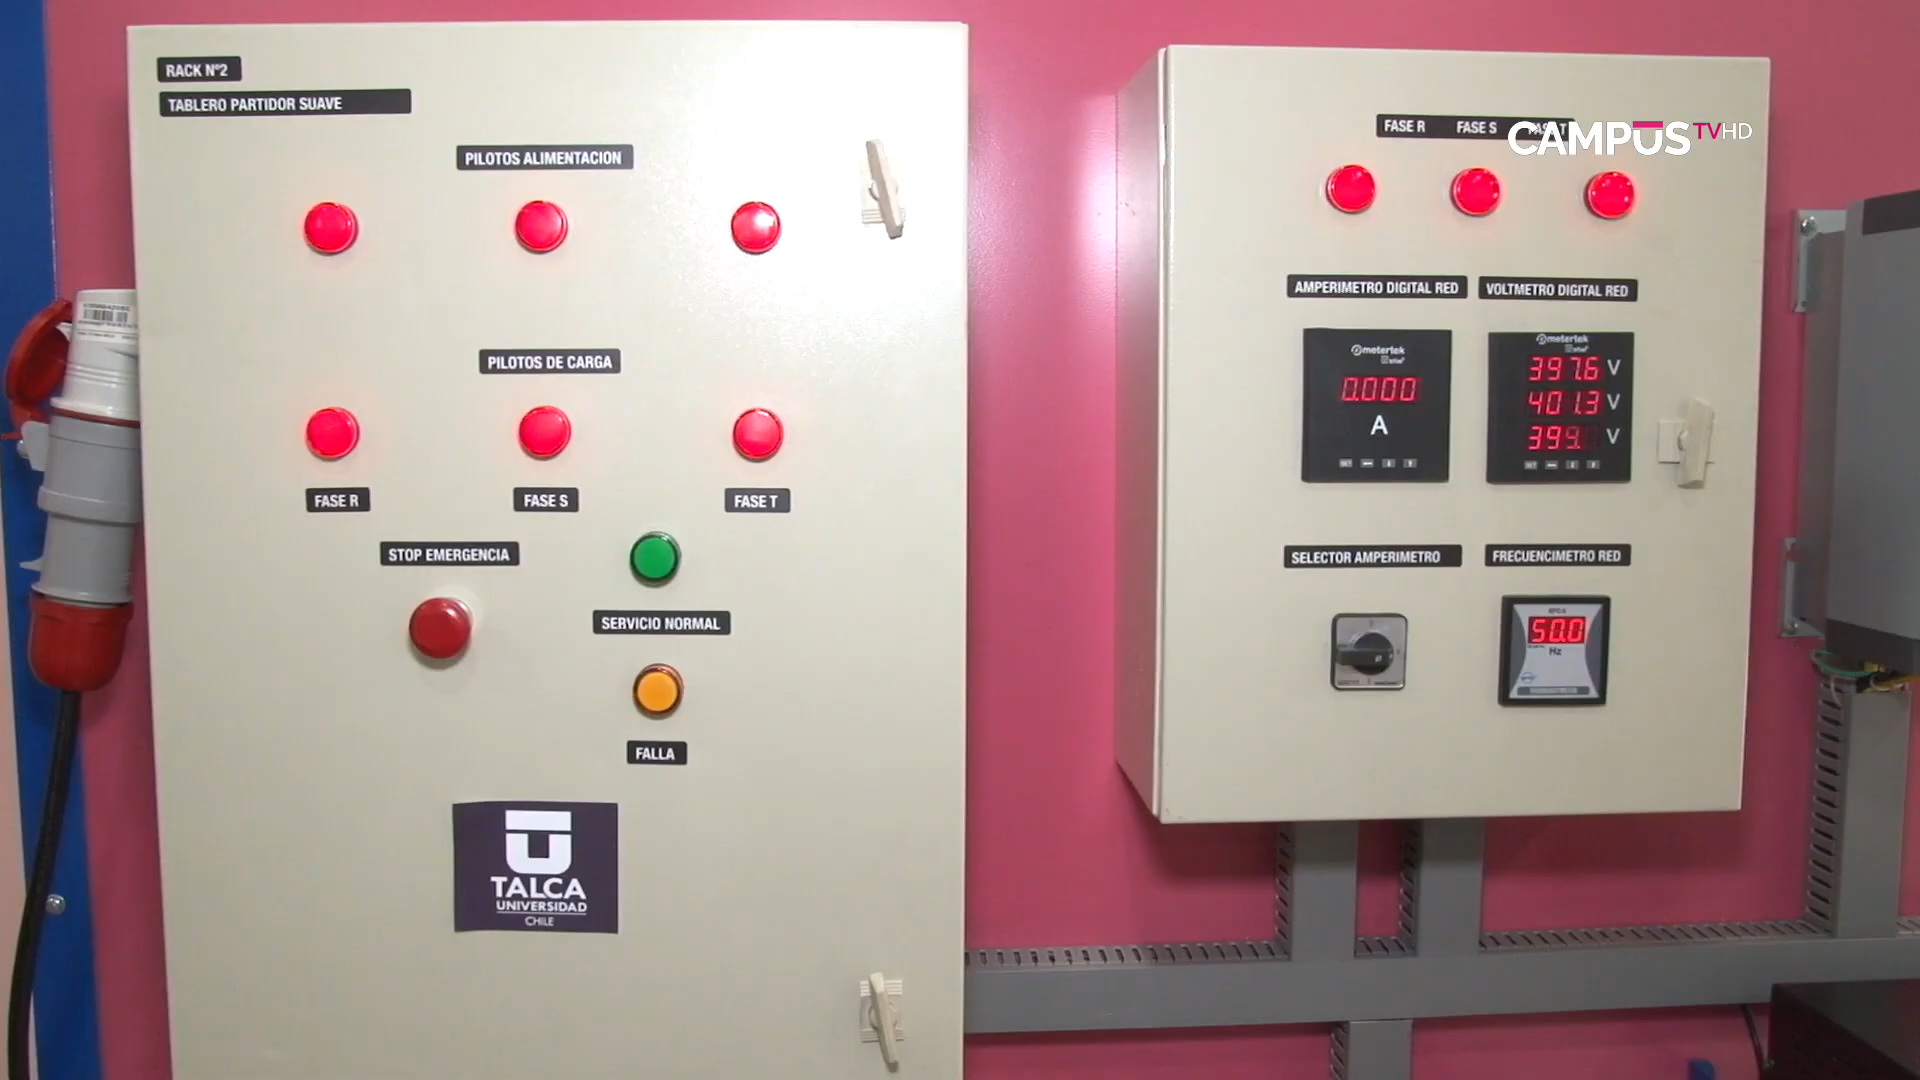 RACK Nº2
TABLERO PARTIDOR SUAVE
PILOTOS ALIMENTACION
PILOTOS DE CARGA
FASE R
FASE S
FASE T
STOP EMERGENCIA
SERVICIO NORMAL
FALLA
TALCA
UNIVERSIDAD
CHILE
FASE R FASE S
CAMPUS TV HD
AMPERIMETRO DIGITAL RED
VOLTMETRO DIGITAL RED
metertek
0.000
A
metertek
397.6 V
401.3 V
399. V
SELECTOR AMPERIMETRO
FRECUENCIMETRO RED
50.0
Hz